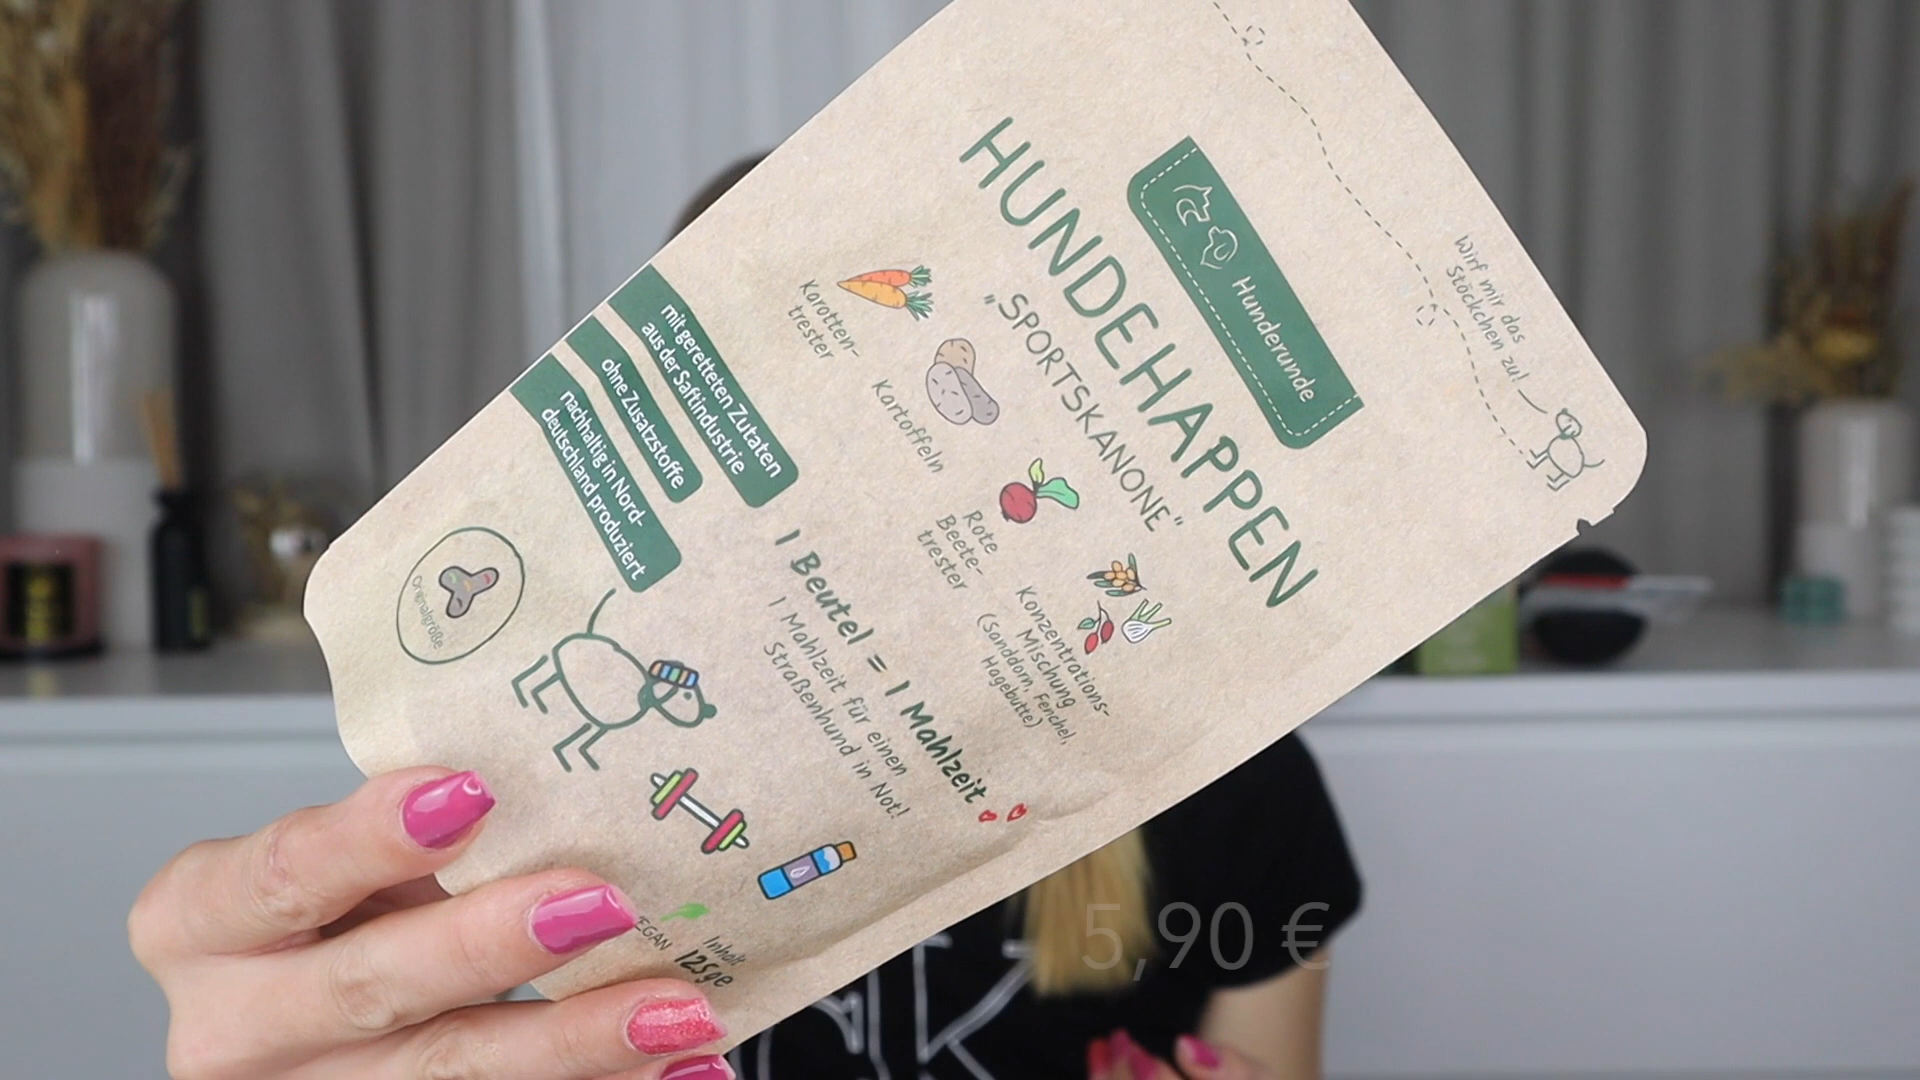 Wirf mir das
Stöckchen zu!
Hunderunde
HUNDEHAPPEN
„SPORTSKANONE"
Karotten-
trester
Kartoffeln
Rote
Beete-
trester
Konzentrations-
Mischung
(Sanddorn, Fenchel,
Hagebutte)
mit geretteten Zutaten
aus der Saftindustrie
ohne Zusatzstoffe
nachhaltig in Nord-
deutschland produziert
1 Beutel = 1 Mahlzeit
1 Mahlzeit für einen
Straßenhund in Not!
Originalgröße
EGAN
Inhalt
125ge
5,90 €